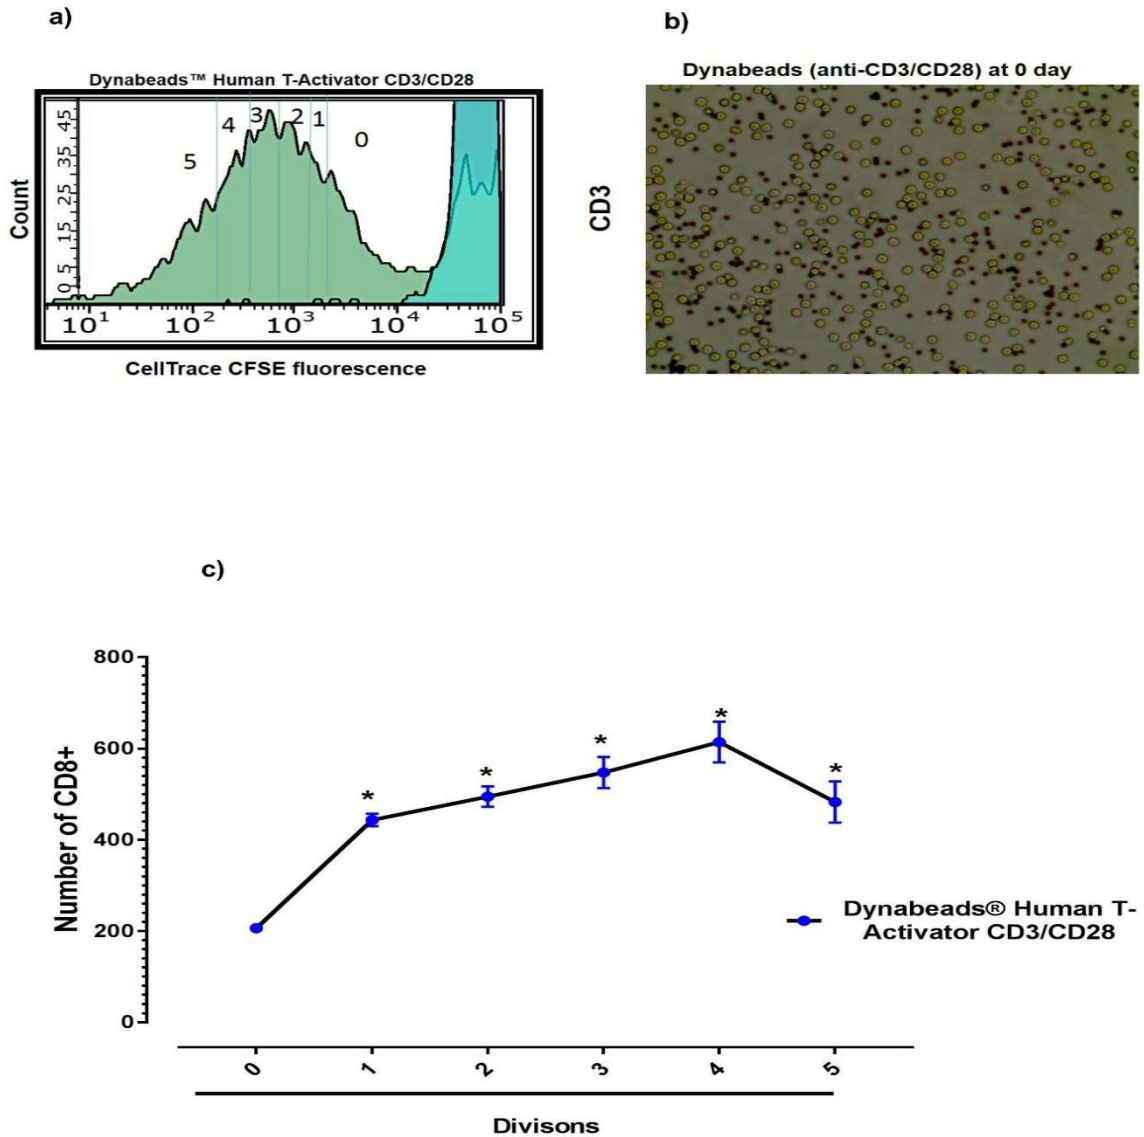 a)
Dynabeads™ Human T-Activator CD3/CD28
Count
45
35
25
15
0.5
0
5
4
3
2
1
0
10¹ 10² 10³ 10⁴ 10⁵
CellTrace CFSE fluorescence
b)
Dynabeads (anti-CD3/CD28) at 0 day
CD3
c)
Number of CD8+
800
600
400
200
0
*
*
*
*
*
0 1 2 3 4 5
Divisons
Dynabeads® Human T-
Activator CD3/CD28